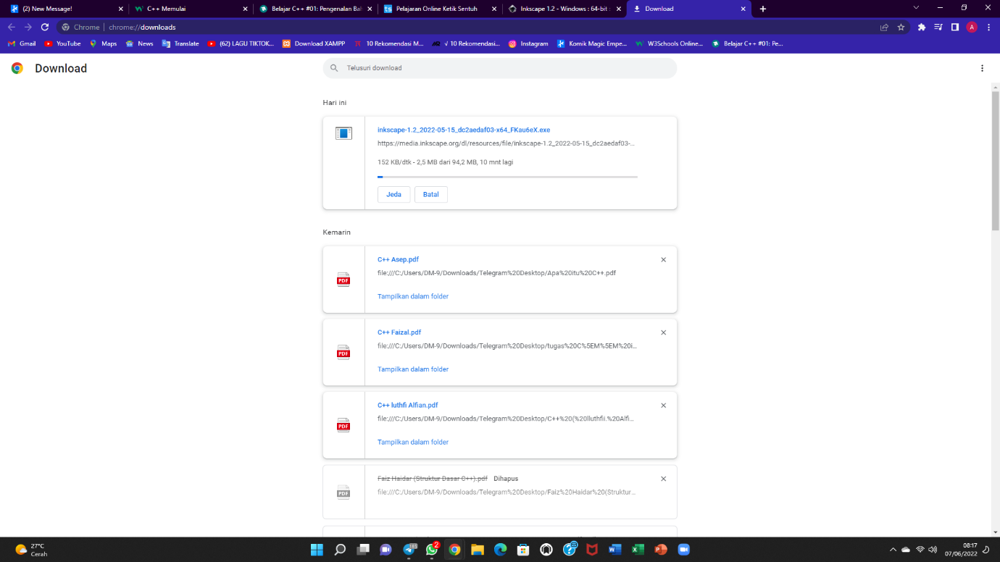 (2) New Message!
C++ Memulai
Belajar C++ #01: Pengenalan Bah
Pelajaran Online Ketik Sentuh
Inkscape 1.2 - Windows : 64-bit :
Download
Chrome
chrome://downloads
A
Gmail
YouTube
Maps
News
Translate
(62) LAGU TIKTOK...
Download XAMPP
10 Rekomendasi M...
√ 10 Rekomendasi...
Instagram
Komik Magic Empe...
W3Schools Online...
Belajar C++ #01: Pe...
Download
Telusuri download
Hari ini
inkscape-1.2_2022-05-15_dc2aedaf03-x64_FKau6eX.exe
https://media.inkscape.org/dl/resources/file/inkscape-1.2_2022-05-15_dc2aedaf03-...
152 KB/dtk - 2,5 MB dari 94,2 MB, 10 mnt lagi
Jeda
Batal
Kemarin
C++ Asep.pdf
file:///C:/Users/DM-9/Downloads/Telegram%20Desktop/Apa%20itu%20C++.pdf
PDF
Tampilkan dalam folder
C++ Faizal.pdf
file:///C:/Users/DM-9/Downloads/Telegram%20Desktop/tugas%20C%5EM%5EM%20i...
PDF
Tampilkan dalam folder
C++ luthfi Alfian.pdf
file:///C:/Users/DM-9/Downloads/Telegram%20Desktop/C++%20(%20lluthfii.%20Alfi...
PDF
Tampilkan dalam folder
Faiz Haidar (Struktur Dasar C++).pdf Dihapus
file:///C:/Users/DM-9/Downloads/Telegram%20Desktop/Faiz%20Haidar%20(Struktur...
PDF
27°C
Cerah
2
08:17
07/06/2022